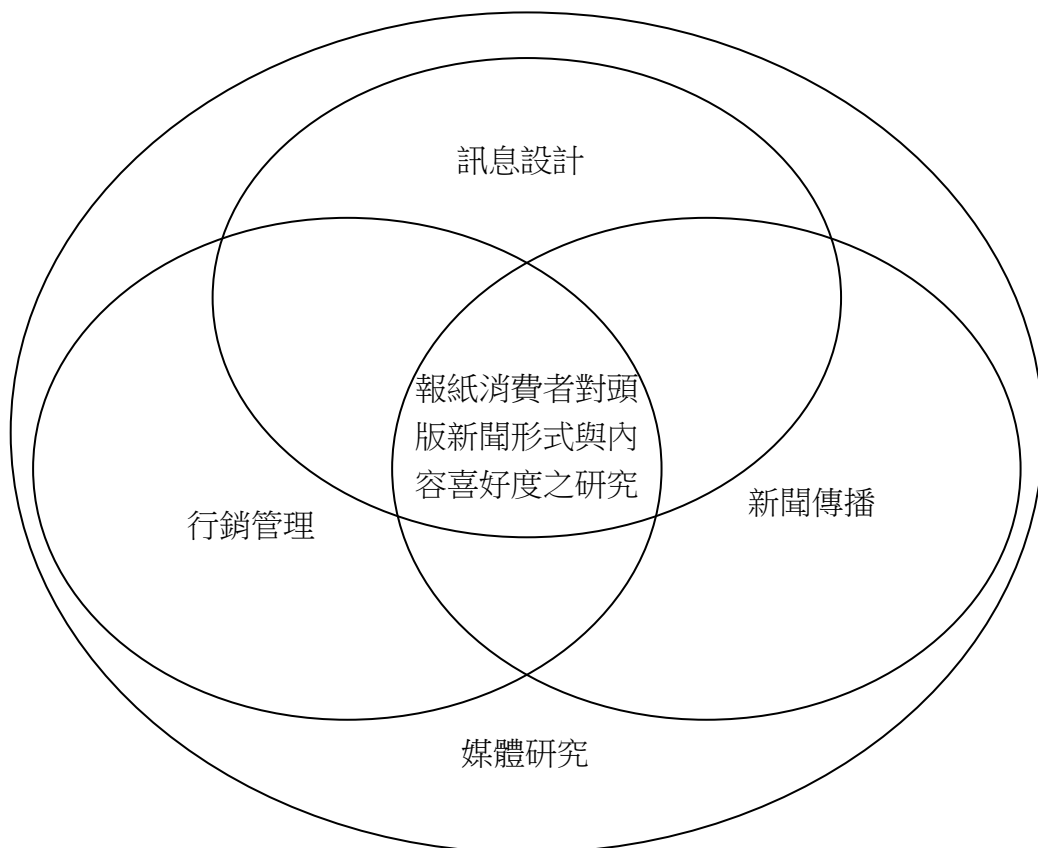 訊息設計
報紙消費者對頭
版新聞形式與內
容喜好度之研究
行銷管理
新聞傳播
媒體研究